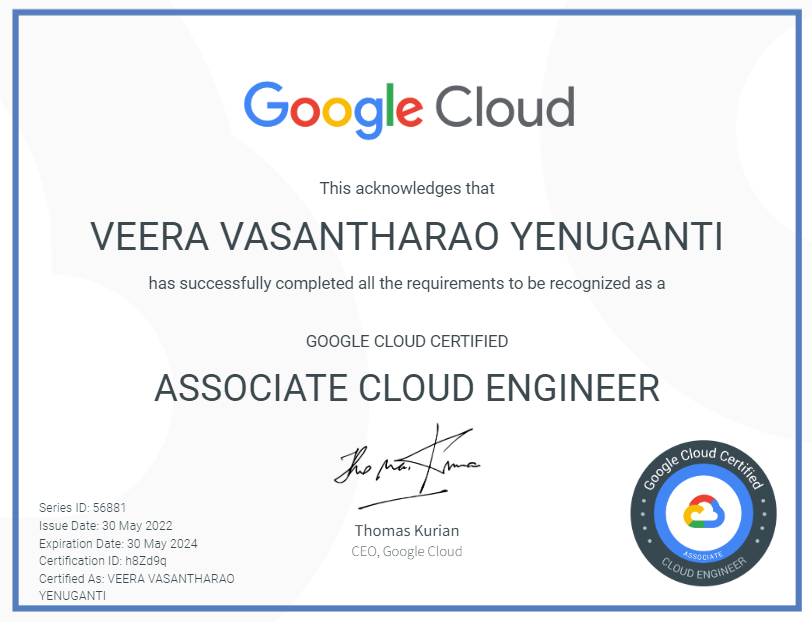 Google Cloud
This acknowledges that
VEERA VASANTHARAO YENUGANTI
has successfully completed all the requirements to be recognized as a
GOOGLE CLOUD CERTIFIED
ASSOCIATE CLOUD ENGINEER
Thomas Kurian
CEO, Google Cloud
Series ID: 56881
Issue Date: 30 May 2022
Expiration Date: 30 May 2024
Certification ID: h8Zd9q
Certified As: VEERA VASANTHARAO
YENUGANTI
Google Cloud Certified
ASSOCIATE
CLOUD ENGINEER